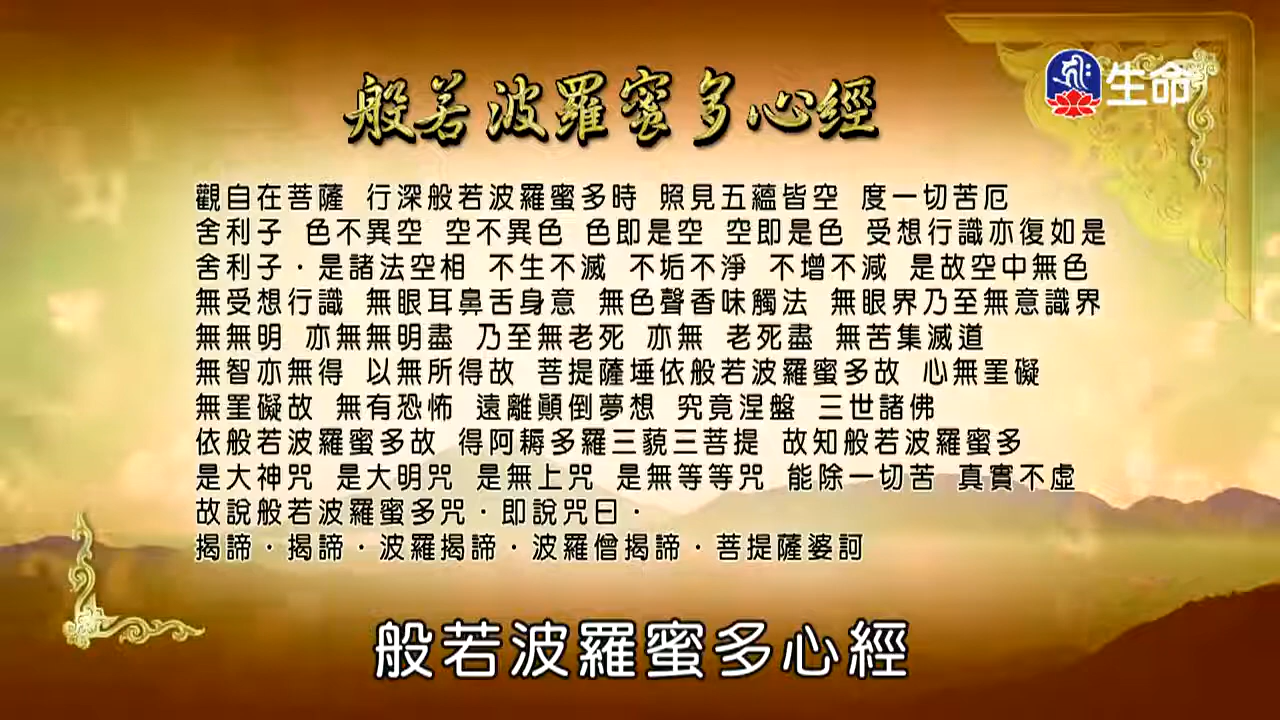 般若波羅蜜多心經
生命
觀自在菩薩 行深般若波羅蜜多時 照見五蘊皆空 度一切苦厄
舍利子 色不異空 空不異色 色即是空 空即是色 受想行識亦復如是
舍利子．是諸法空相 不生不滅 不垢不淨 不增不減 是故空中無色
無受想行識 無眼耳鼻舌身意 無色聲香味觸法 無眼界乃至無意識界
無無明 亦無無明盡 乃至無老死 亦無 老死盡 無苦集滅道
無智亦無得 以無所得故 菩提薩埵依般若波羅蜜多故 心無罣礙
無罣礙故 無有恐怖 遠離顚倒夢想 究竟涅盤 三世諸佛
依般若波羅蜜多故 得阿耨多羅三藐三菩提 故知般若波羅蜜多
是大神咒 是大明咒 是無上咒 是無等等咒 能除一切苦 真實不虛
故說般若波羅蜜多咒．即說咒曰．
揭諦．揭諦．波羅揭諦．波羅僧揭諦．菩提薩婆訶
般若波羅蜜多心經